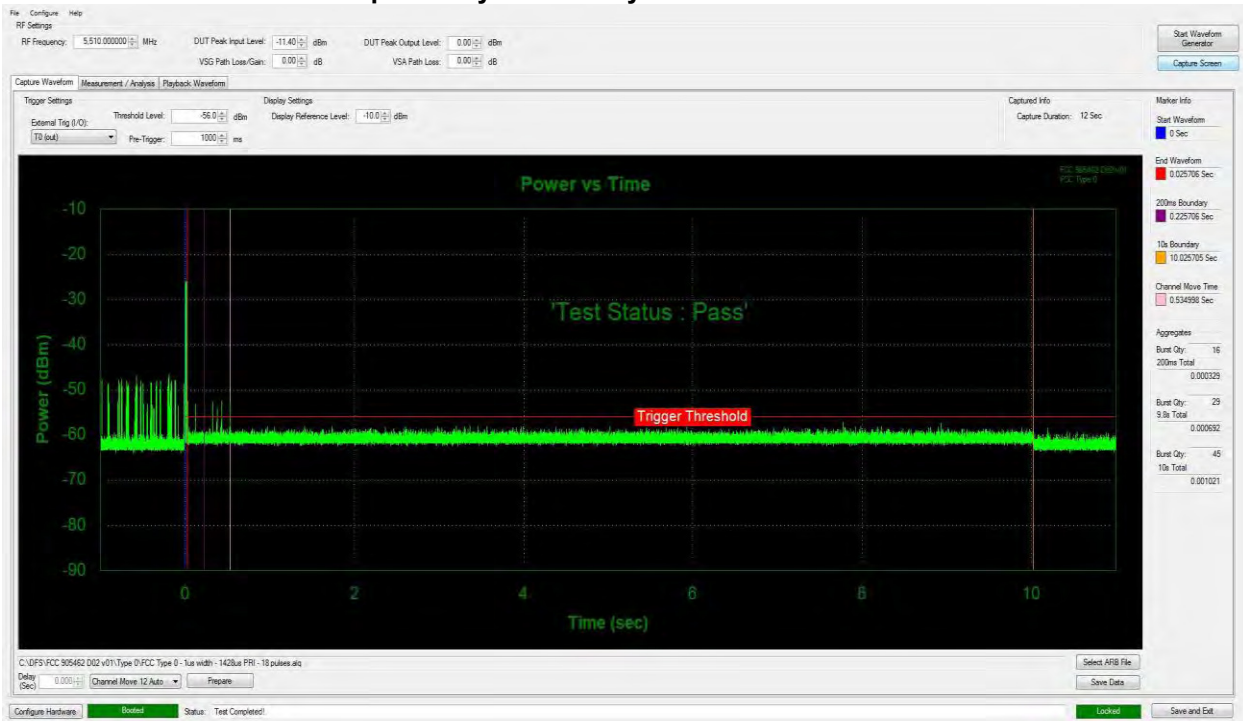 File Configure Help
RF Settings
RF Frequency: 5,510.000000 MHz DUT Peak Input Level: -11.40 dBm DUT Peak Output Level: 0.00 dBm
VSG Path Loss/Gain: 0.00 dB VSA Path Loss: 0.00 dB
Start Waveform
Generator
Capture Screen
Capture Waveform Measurement / Analysis Playback Waveform
Trigger Settings
External Trig (I/O): Threshold Level: -56.0 dBm
T0 (out) Pre-Trigger: 1000 ms
Display Settings
Display Reference Level: -10.0 dBm
Captured Info
Capture Duration: 12 Sec
Marker Info
Start Waveform
0 Sec
End Waveform
0.025706 Sec
200ms Boundary
0.225706 Sec
10s Boundary
10.025705 Sec
Channel Move Time
0.534998 Sec
Aggregates
Burst Qty: 16
200ms Total
0.000329
Burst Qty: 29
9.8s Total
0.000692
Burst Qty: 45
10s Total
0.001021
Power vs Time
FCC 905462 D02 v01
FCC Type 0
'Test Status : Pass'
Trigger Threshold
Power (dBm)
-10
-20
-30
-40
-50
-60
-70
-80
-90
0 2 4 6 8 10
Time (sec)
C:\DFS\FCC 905462 D02 v01\Type 0\FCC Type 0 - 1us width - 1428us PRI - 18 pulses.aiq
Select ARB File
Delay
(Sec) 0.000 Channel Move 12 Auto Prepare
Save Data
Configure Hardware Booted Status: Test Completed! Locked Save and Exit